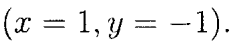 (x = 1, y = −1).